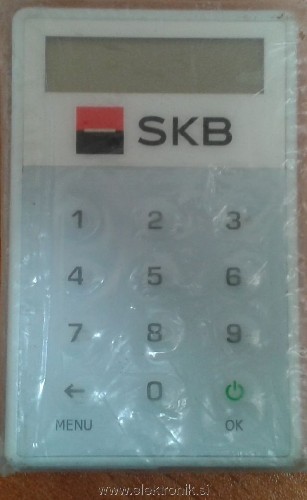 SKB
1 2 3
4 5 6
7 8 9
← 0
MENU OK
www.elektronik.si